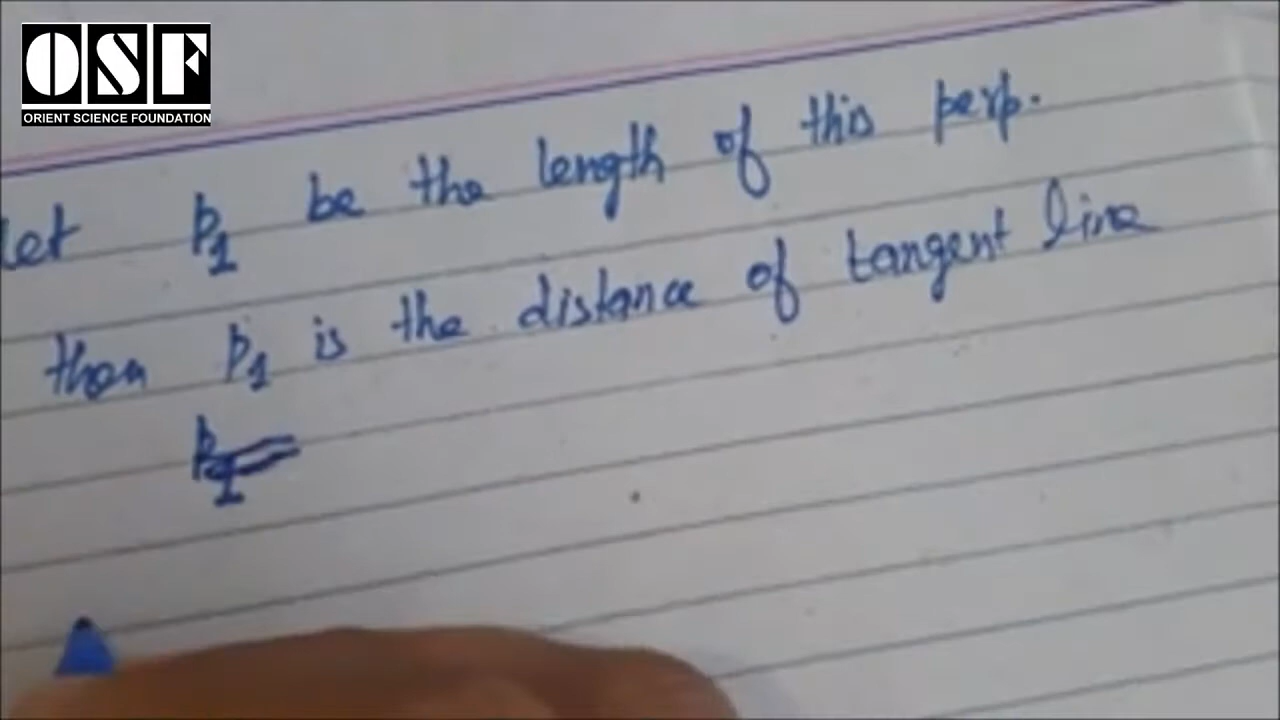 OSF
ORIENT SCIENCE FOUNDATION
Let p₁ be the length of this perp.
then p₁ is the distance of tangent line
p₁=